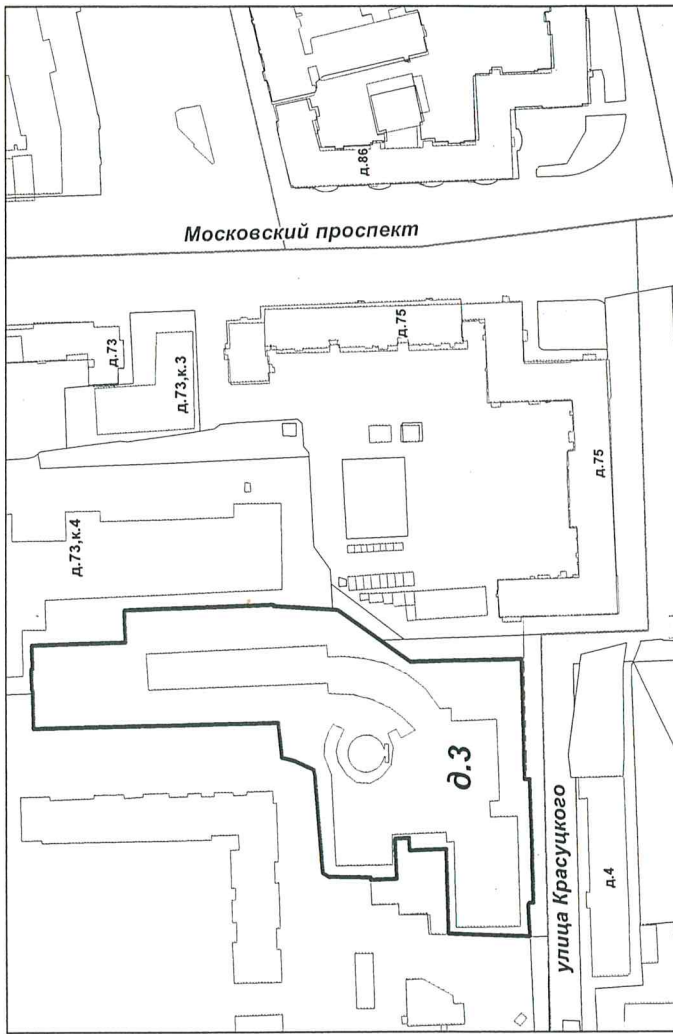 д.86
Московский проспект
д.73
д.73,к.3
д.75
д.73,к.4
д.75
д.3
улица Красуцкого
д.4